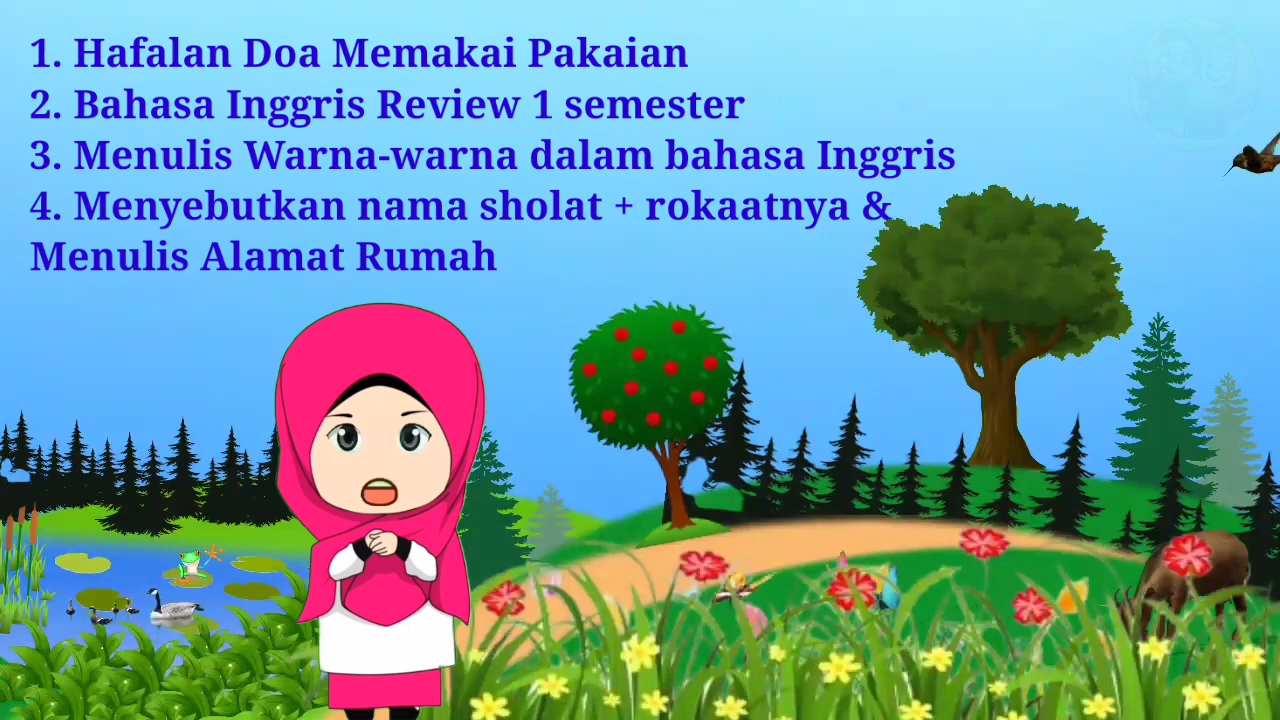 1. Hafalan Doa Memakai Pakaian
2. Bahasa Inggris Review 1 semester
3. Menulis Warna-warna dalam bahasa Inggris
4. Menyebutkan nama sholat + rokaatnya &
Menulis Alamat Rumah